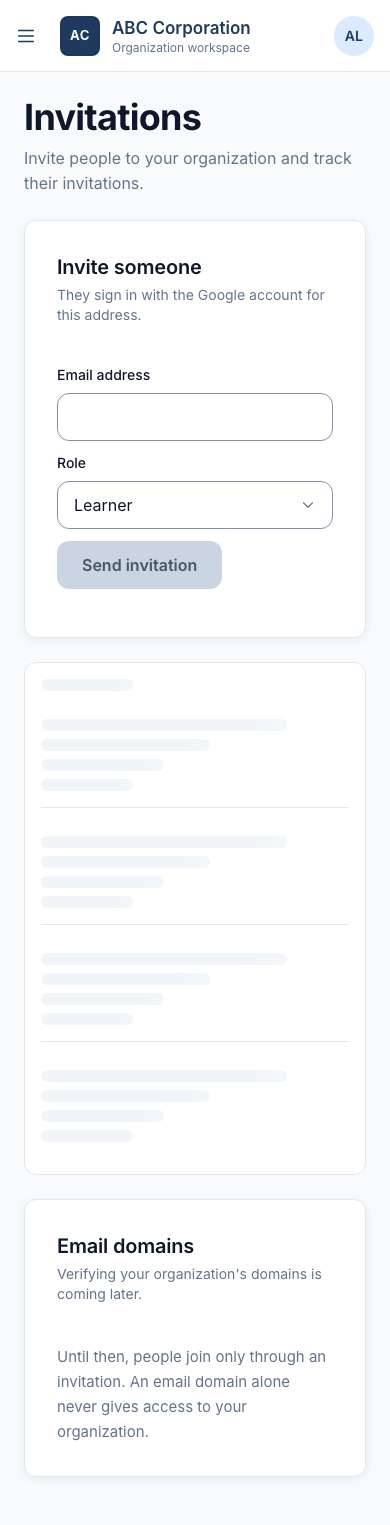 AC
ABC Corporation
Organization workspace
AL
Invitations
Invite people to your organization and track
their invitations.
Invite someone
They sign in with the Google account for
this address.
Email address
Role
Learner
Send invitation
Email domains
Verifying your organization's domains is
coming later.
Until then, people join only through an
invitation. An email domain alone
never gives access to your
organization.